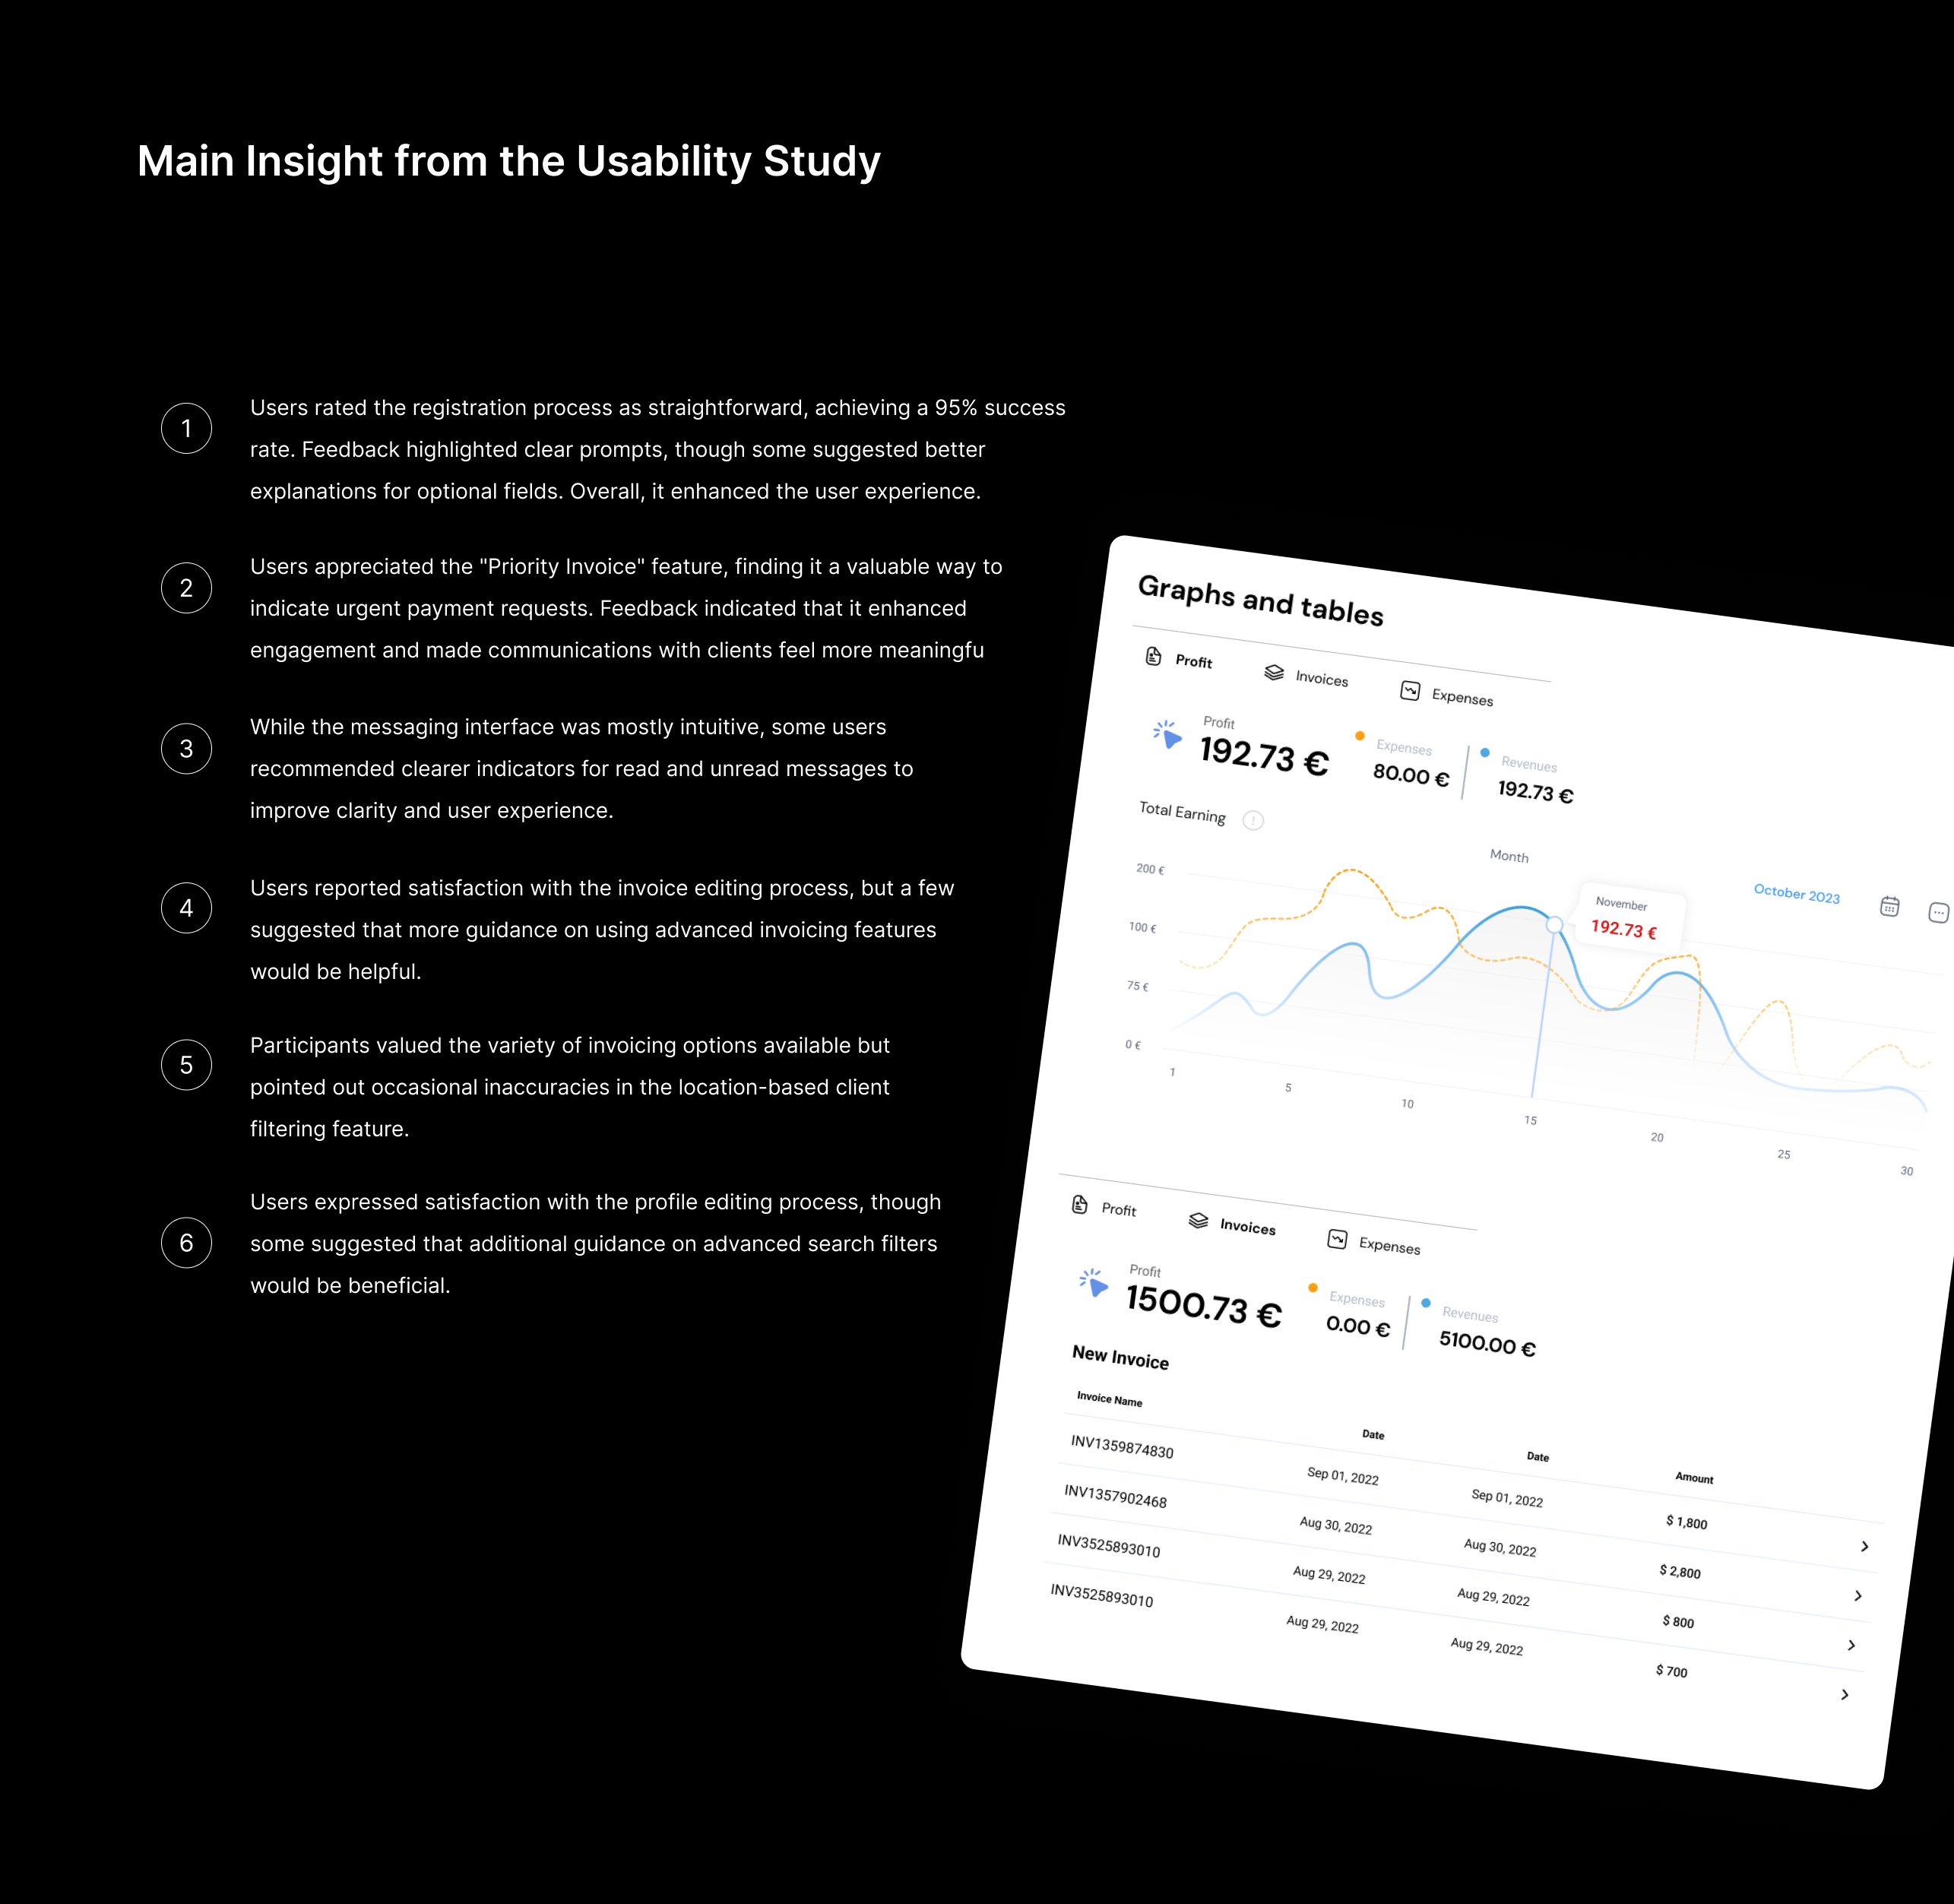 Main Insight from the Usability Study
1
Users rated the registration process as straightforward, achieving a 95% success
rate. Feedback highlighted clear prompts, though some suggested better
explanations for optional fields. Overall, it enhanced the user experience.
2
Users appreciated the "Priority Invoice" feature, finding it a valuable way to
indicate urgent payment requests. Feedback indicated that it enhanced
engagement and made communications with clients feel more meaningfu
3
While the messaging interface was mostly intuitive, some users
recommended clearer indicators for read and unread messages to
improve clarity and user experience.
4
Users reported satisfaction with the invoice editing process, but a few
suggested that more guidance on using advanced invoicing features
would be helpful.
5
Participants valued the variety of invoicing options available but
pointed out occasional inaccuracies in the location-based client
filtering feature.
6
Users expressed satisfaction with the profile editing process, though
some suggested that additional guidance on advanced search filters
would be beneficial.
Graphs and tables
Profit Invoices Expenses
Profit Expenses Revenues
192.73 € 80.00 € 192.73 €
Total Earning
Month
October 2023
November
192.73 €
200 €
100 €
75 €
0 €
1 5 10 15 20 25 30
Profit Invoices Expenses
Profit Expenses Revenues
1500.73 € 0.00 € 5100.00 €
New Invoice
Invoice Name Date Date Amount
INV1359874830 Sep 01, 2022 Sep 01, 2022 $ 1,800
INV1357902468 Aug 30, 2022 Aug 30, 2022 $ 2,800
INV3525893010 Aug 29, 2022 Aug 29, 2022 $ 800
INV3525893010 Aug 29, 2022 Aug 29, 2022 $ 700